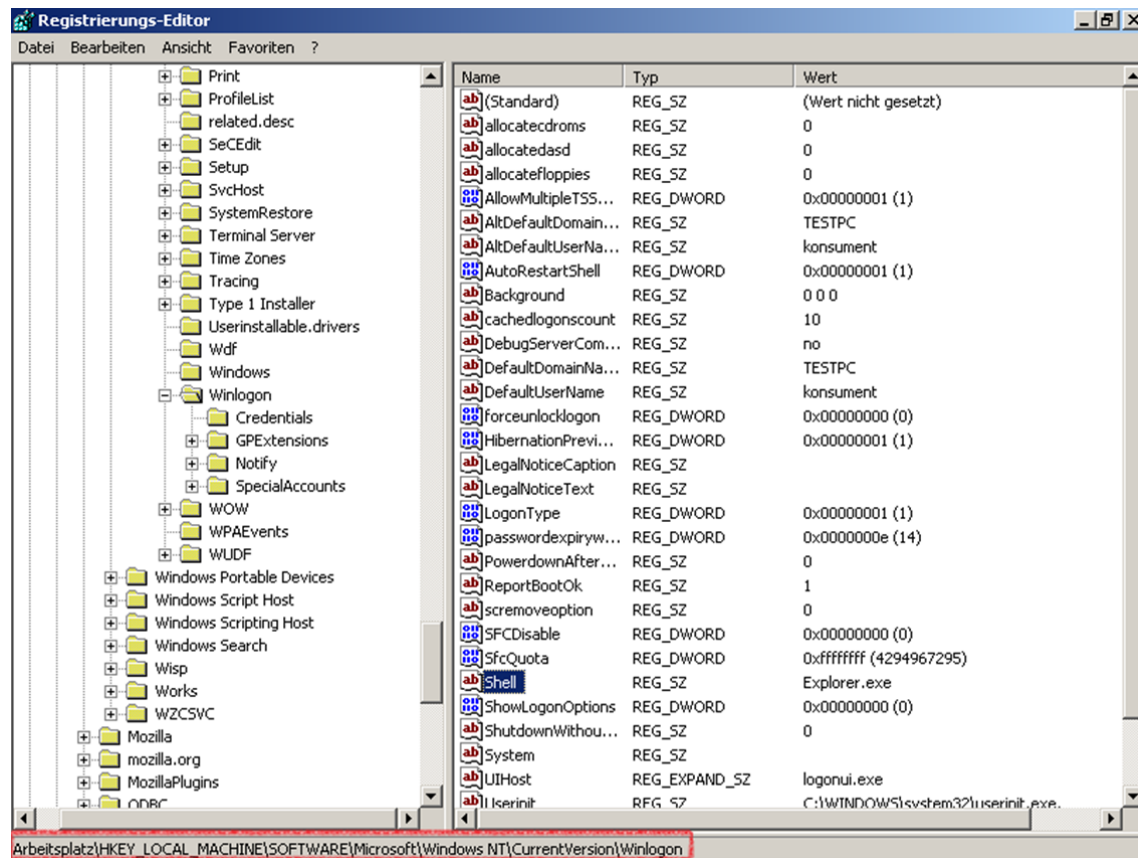 Registrierungs-Editor
Datei Bearbeiten Ansicht Favoriten ?
Print
ProfileList
related.desc
SeCEdit
Setup
SvcHost
SystemRestore
Terminal Server
Time Zones
Tracing
Type 1 Installer
Userinstallable.drivers
Wdf
Windows
Winlogon
Credentials
GPExtensions
Notify
SpecialAccounts
WOW
WPAEvents
WUDF
Windows Portable Devices
Windows Script Host
Windows Scripting Host
Windows Search
Wisp
Works
WZCSVC
Mozilla
mozilla.org
MozillaPlugins
ODBC
Name Typ Wert
(Standard) REG_SZ (Wert nicht gesetzt)
allocatecdroms REG_SZ 0
allocatedasd REG_SZ 0
allocatefloppies REG_SZ 0
AllowMultipleTSS... REG_DWORD 0x00000001 (1)
AltDefaultDomain... REG_SZ TESTPC
AltDefaultUserNa... REG_SZ konsument
AutoRestartShell REG_DWORD 0x00000001 (1)
Background REG_SZ 0 0 0
cachedlogonscount REG_SZ 10
DebugServerCom... REG_SZ no
DefaultDomainNa... REG_SZ TESTPC
DefaultUserName REG_SZ konsument
forceunlocklogon REG_DWORD 0x00000000 (0)
HibernationPrevi... REG_DWORD 0x00000001 (1)
LegalNoticeCaption REG_SZ
LegalNoticeText REG_SZ
LogonType REG_DWORD 0x00000001 (1)
passwordexpiryw... REG_DWORD 0x0000000e (14)
PowerdownAfter... REG_SZ 0
ReportBootOk REG_SZ 1
scremoveoption REG_SZ 0
SFCDisable REG_DWORD 0x00000000 (0)
SfcQuota REG_DWORD 0xffffffff (4294967295)
Shell REG_SZ Explorer.exe
ShowLogonOptions REG_DWORD 0x00000000 (0)
ShutdownWithou... REG_SZ 0
System REG_SZ
UIHost REG_EXPAND_SZ logonui.exe
Userinit REG_SZ C:\WINDOWS\system32\userinit.exe,
Arbeitsplatz\HKEY_LOCAL_MACHINE\SOFTWARE\Microsoft\Windows NT\CurrentVersion\Winlogon